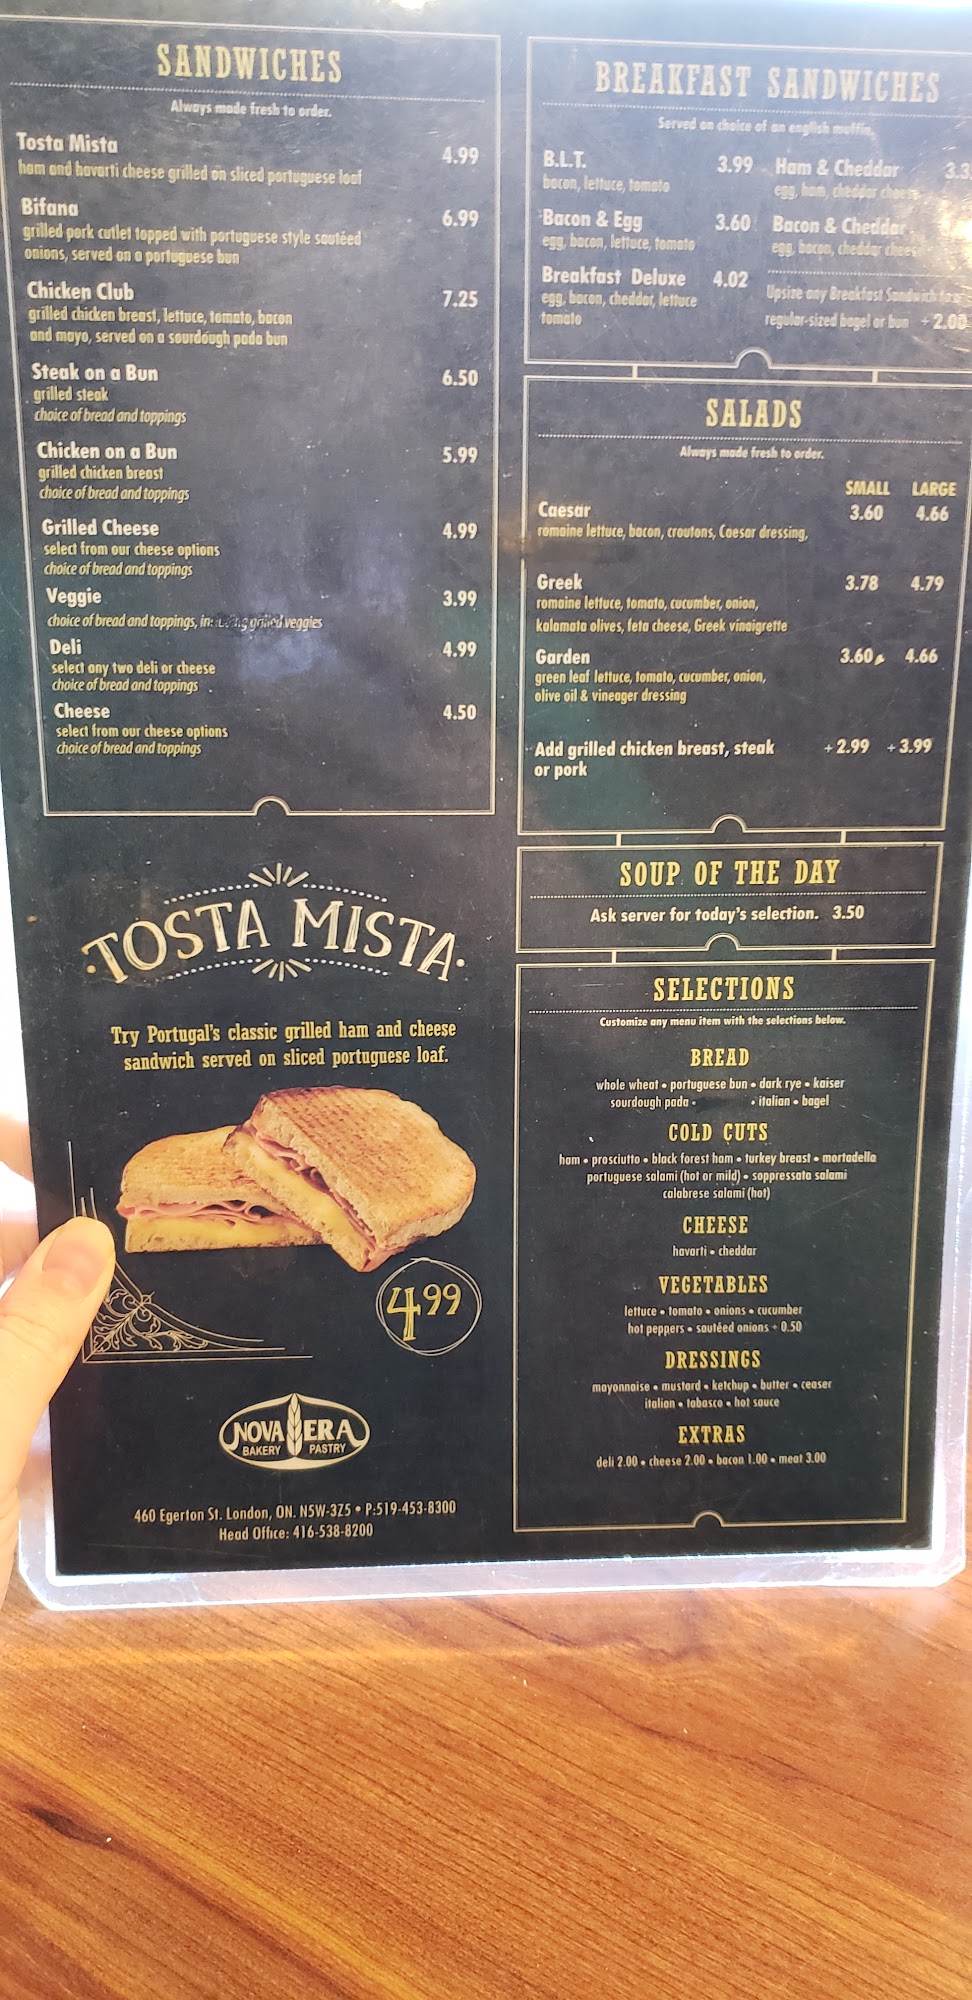 SANDWICHES
Always made fresh to order.
Tosta Mista 4.99
ham and havarti cheese grilled on sliced portuguese loaf
Bifana 6.99
grilled pork cutlet topped with portuguese style sautéed
onions, served on a portuguese bun
Chicken Club 7.25
grilled chicken breast, lettuce, tomato, bacon
and mayo, served on a sourdough pada bun
Steak on a Bun 6.50
grilled steak
choice of bread and toppings
Chicken on a Bun 5.99
grilled chicken breast
choice of bread and toppings
Grilled Cheese 4.99
select from our cheese options
choice of bread and toppings
Veggie 3.99
choice of bread and toppings, grilled veggies
Deli 4.99
select any two deli or cheese
choice of bread and toppings
Cheese 4.50
select from our cheese options
choice of bread and toppings
TOSTA MISTA
Try Portugal's classic grilled ham and cheese
sandwich served on sliced portuguese loaf.
4.99
NOVA ERA
BAKERY PASTRY
460 Egerton St. London, ON. N5W-3Z5 • P:519-453-8300
Head Office: 416-538-8200
BREAKFAST SANDWICHES
Served on choice of an english muffin.
B.L.T. 3.99
bacon, lettuce, tomato
Bacon & Egg 3.60
egg, bacon, lettuce, tomato
Breakfast Deluxe 4.02
egg, bacon, cheddar, lettuce
tomato
Ham & Cheddar
egg, ham, cheddar cheese
Bacon & Cheddar
egg, bacon, cheddar cheese
Upsize any Breakfast Sandwich to a
regular-sized bagel or bun + 2.00
SALADS
Always made fresh to order.
SMALL LARGE
Caesar 3.60 4.66
romaine lettuce, bacon, croutons, Caesar dressing,
Greek 3.78 4.79
romaine lettuce, tomato, cucumber, onion,
kalamata olives, feta cheese, Greek vinaigrette
Garden 3.60 4.66
green leaf lettuce, tomato, cucumber, onion,
olive oil & vineager dressing
Add grilled chicken breast, steak + 2.99 + 3.99
or pork
SOUP OF THE DAY
Ask server for today's selection. 3.50
SELECTIONS
Customize any menu item with the selections below.
BREAD
whole wheat • portuguese bun • dark rye • kaiser
sourdough pada • • italian • bagel
COLD CUTS
ham • prosciutto • black forest ham • turkey breast • mortadella
portuguese salami (hot or mild) • soppressata salami
calabrese salami (hot)
CHEESE
havarti • cheddar
VEGETABLES
lettuce • tomato • onions • cucumber
hot peppers • sautéed onions + 0.50
DRESSINGS
mayonnaise • mustard • ketchup • butter • ceaser
italian • tabasco • hot sauce
EXTRAS
deli 2.00 • cheese 2.00 • bacon 1.00 • meat 3.00